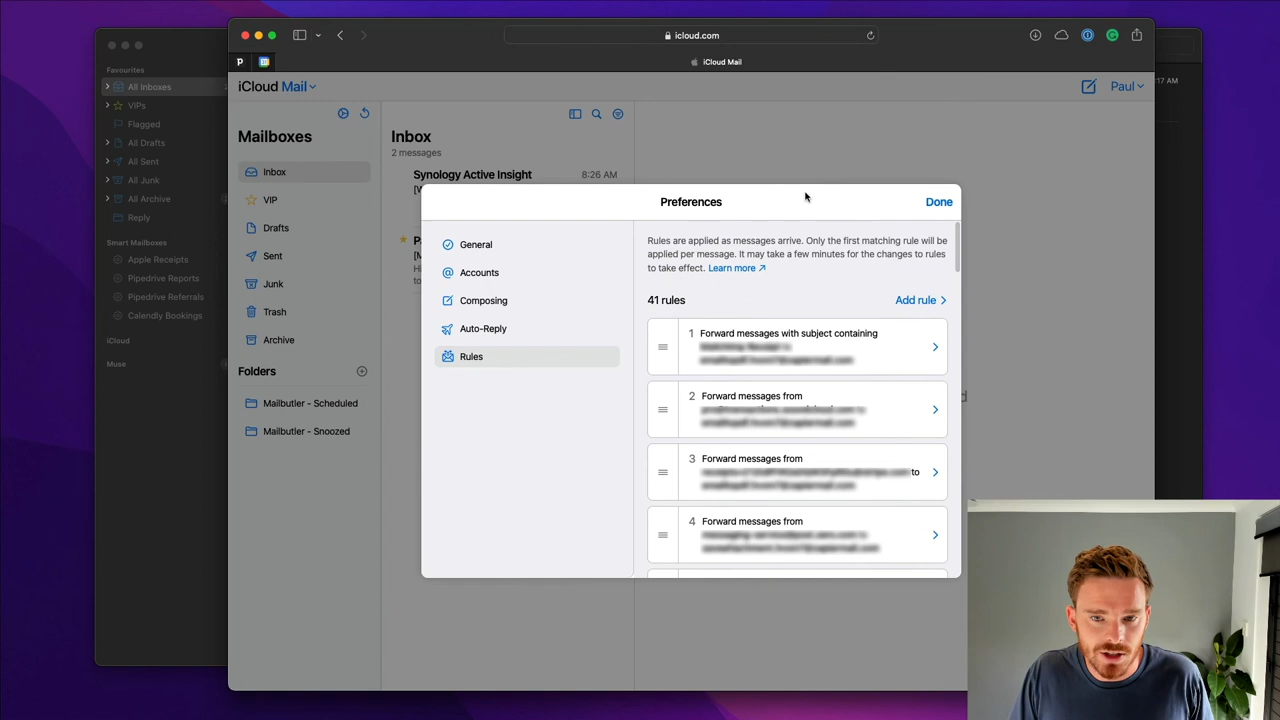 icloud.com
iCloud Mail
17 AM
Favourites
All Inboxes
VIPs
Flagged
All Drafts
All Sent
All Junk
All Archive
Reply
Smart Mailboxes
Apple Receipts
Pipedrive Reports
Pipedrive Referrals
Calendly Bookings
iCloud
Muse
iCloud Mail
Paul
Mailboxes
Inbox
VIP
Drafts
Sent
Junk
Trash
Archive
Folders
Mailbutler - Scheduled
Mailbutler - Snoozed
Inbox
2 messages
Synology Active Insight 8:26 AM
Preferences
Done
General
Accounts
Composing
Auto-Reply
Rules
Rules are applied as messages arrive. Only the first matching rule will be
applied per message. It may take a few minutes for the changes to rules
to take effect. Learn more
41 rules
Add rule
1 Forward messages with subject containing
2 Forward messages from
3 Forward messages from
to
4 Forward messages from